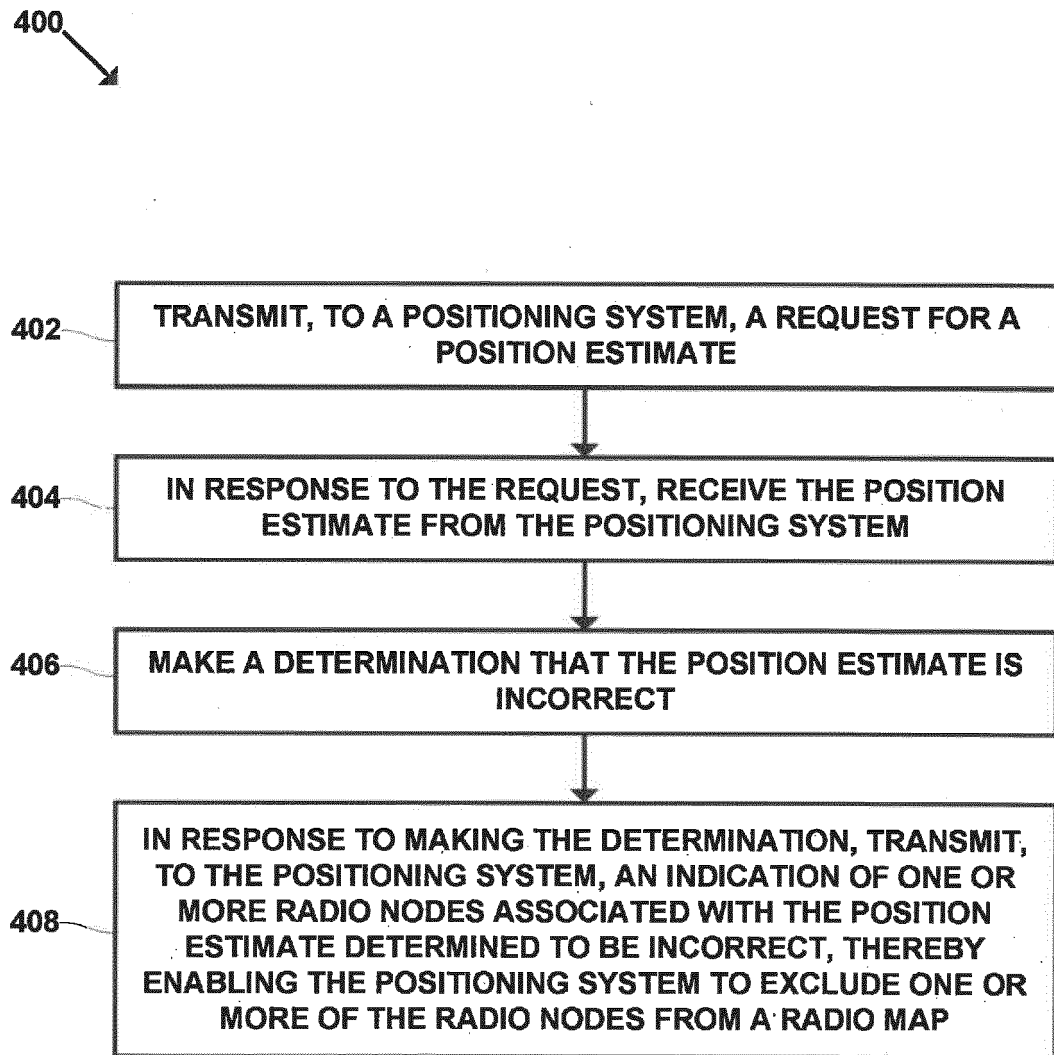 400
402
TRANSMIT, TO A POSITIONING SYSTEM, A REQUEST FOR A
POSITION ESTIMATE
404
IN RESPONSE TO THE REQUEST, RECEIVE THE POSITION
ESTIMATE FROM THE POSITIONING SYSTEM
406
MAKE A DETERMINATION THAT THE POSITION ESTIMATE IS
INCORRECT
408
IN RESPONSE TO MAKING THE DETERMINATION, TRANSMIT,
TO THE POSITIONING SYSTEM, AN INDICATION OF ONE OR
MORE RADIO NODES ASSOCIATED WITH THE POSITION
ESTIMATE DETERMINED TO BE INCORRECT, THEREBY
ENABLING THE POSITIONING SYSTEM TO EXCLUDE ONE OR
MORE OF THE RADIO NODES FROM A RADIO MAP